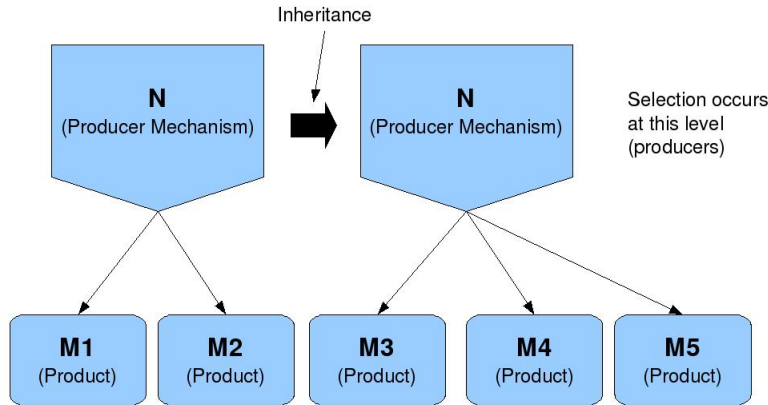 Inheritance
N
(Producer Mechanism)
N
(Producer Mechanism)
Selection occurs
at this level
(producers)
M1
(Product)
M2
(Product)
M3
(Product)
M4
(Product)
M5
(Product)